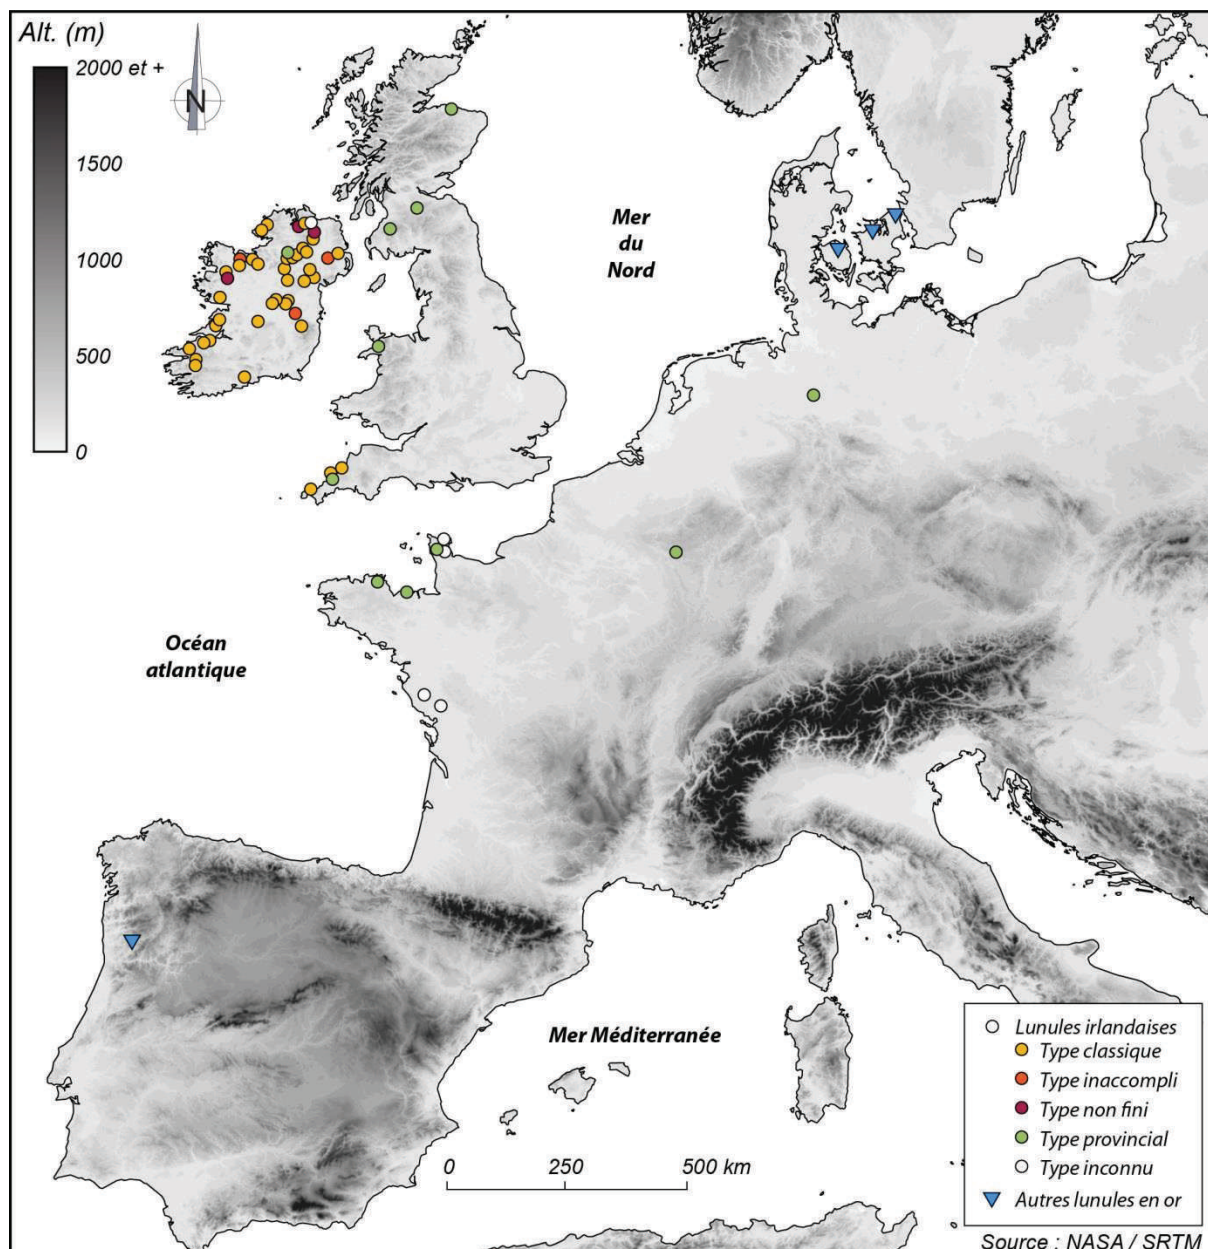 Alt. (m)
2000 et +
1500
1000
500
0
N
Mer
du
Nord
Océan
atlantique
Mer Méditerranée
0 250 500 km
Lunules irlandaises
Type classique
Type inaccompli
Type non fini
Type provincial
Type inconnu
Autres lunules en or
Source : NASA / SRTM